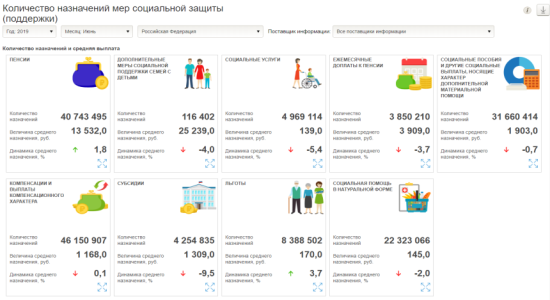 Количество назначений мер социальной защиты
(поддержки)
Год: 2019
Месяц: Июнь
Российская Федерация
Поставщик информации
Все поставщики информации
Количество назначений и средняя выплата
ПЕНСИИ
Количество назначений 40 743 495
Величина среднего назначения, руб. 13 532,0
Динамика среднего назначения, % 1,8
ДОПОЛНИТЕЛЬНЫЕ
МЕРЫ СОЦИАЛЬНОЙ
ПОДДЕРЖКИ СЕМЕЙ С
ДЕТЬМИ
Количество назначений 116 402
Величина среднего назначения, руб. 25 239,0
Динамика среднего назначения, % -4,0
СОЦИАЛЬНЫЕ УСЛУГИ
Количество назначений 4 969 114
Величина среднего назначения, руб. 139,0
Динамика среднего назначения, % -5,4
ЕЖЕМЕСЯЧНЫЕ
ДОПЛАТЫ К ПЕНСИИ
Количество назначений 3 850 210
Величина среднего назначения, руб. 3 909,0
Динамика среднего назначения, % -3,7
СОЦИАЛЬНЫЕ ПОСОБИЯ
И ДРУГИЕ СОЦИАЛЬНЫЕ
ВЫПЛАТЫ, НОСЯЩИЕ
ХАРАКТЕР
ДОПОЛНИТЕЛЬНОЙ
МАТЕРИАЛЬНОЙ
ПОМОЩИ
Количество назначений 31 660 414
Величина среднего назначения, руб. 1 903,0
Динамика среднего назначения, % -0,7
КОМПЕНСАЦИИ И
ВЫПЛАТЫ
КОМПЕНСАЦИОННОГО
ХАРАКТЕРА
Количество назначений 46 150 907
Величина среднего назначения, руб. 1 168,0
Динамика среднего назначения, % 0,1
СУБСИДИИ
Количество назначений 4 254 835
Величина среднего назначения, руб. 1 309,0
Динамика среднего назначения, % -9,5
ЛЬГОТЫ
Количество назначений 8 388 502
Величина среднего назначения, руб. 170,0
Динамика среднего назначения, % 3,7
СОЦИАЛЬНАЯ ПОМОЩЬ
В НАТУРАЛЬНОЙ ФОРМЕ
Количество назначений 22 323 066
Величина среднего назначения, руб. 145,0
Динамика среднего назначения, % -2,0